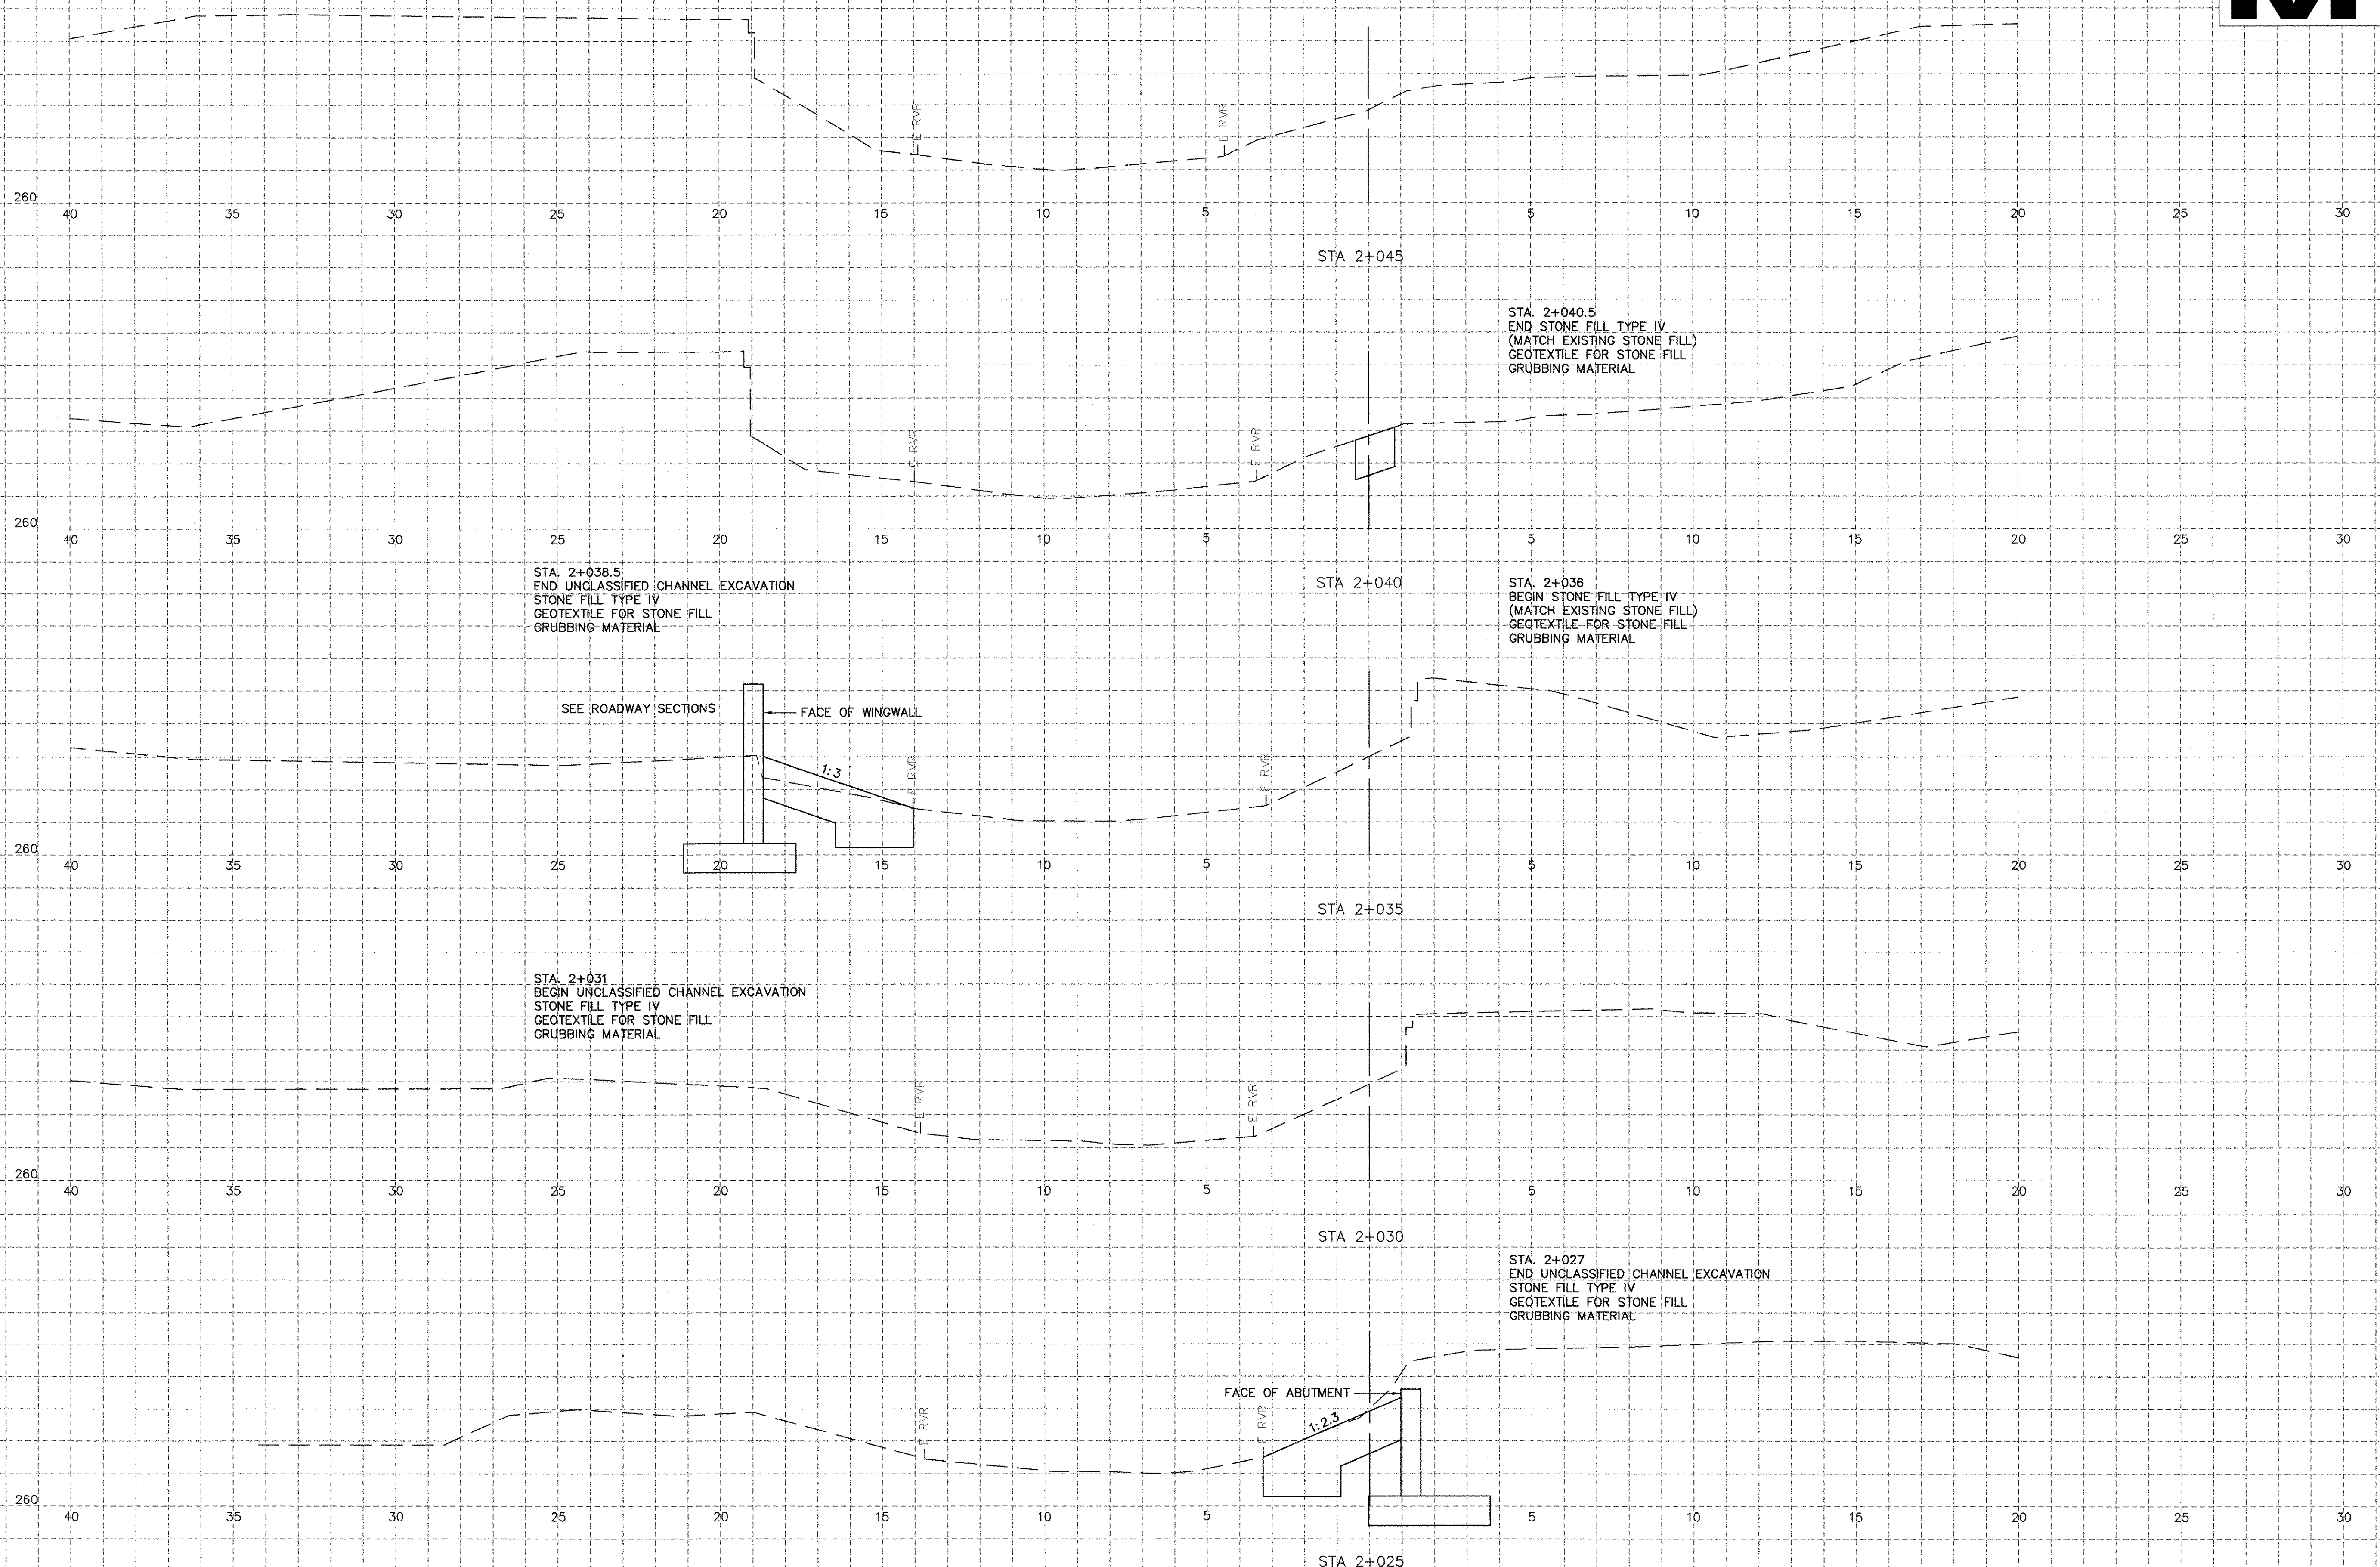 E RVR
E RVR
260
40 35 30 25 20 15 10 5 5 10 15 20 25 30
STA 2+045
STA. 2+040.5
END STONE FILL TYPE IV
(MATCH EXISTING STONE FILL)
GEOTEXTILE FOR STONE FILL
GRUBBING MATERIAL
E RVR
E RVR
260
40 35 30 25 20 15 10 5 5 10 15 20 25 30
STA 2+040
STA. 2+038.5
END UNCLASSIFIED CHANNEL EXCAVATION
STONE FILL TYPE IV
GEOTEXTILE FOR STONE FILL
GRUBBING MATERIAL
STA. 2+036
BEGIN STONE FILL TYPE IV
(MATCH EXISTING STONE FILL)
GEOTEXTILE FOR STONE FILL
GRUBBING MATERIAL
SEE ROADWAY SECTIONS
FACE OF WINGWALL
1:3
E RVR
E RVR
260
40 35 30 25 20 15 10 5 5 10 15 20 25 30
STA 2+035
STA. 2+031
BEGIN UNCLASSIFIED CHANNEL EXCAVATION
STONE FILL TYPE IV
GEOTEXTILE FOR STONE FILL
GRUBBING MATERIAL
E RVR
E RVR
260
40 35 30 25 20 15 10 5 5 10 15 20 25 30
STA 2+030
STA. 2+027
END UNCLASSIFIED CHANNEL EXCAVATION
STONE FILL TYPE IV
GEOTEXTILE FOR STONE FILL
GRUBBING MATERIAL
FACE OF ABUTMENT
1:2.3
E RVR
E RVR
260
40 35 30 25 20 15 10 5 5 10 15 20 25 30
STA 2+025